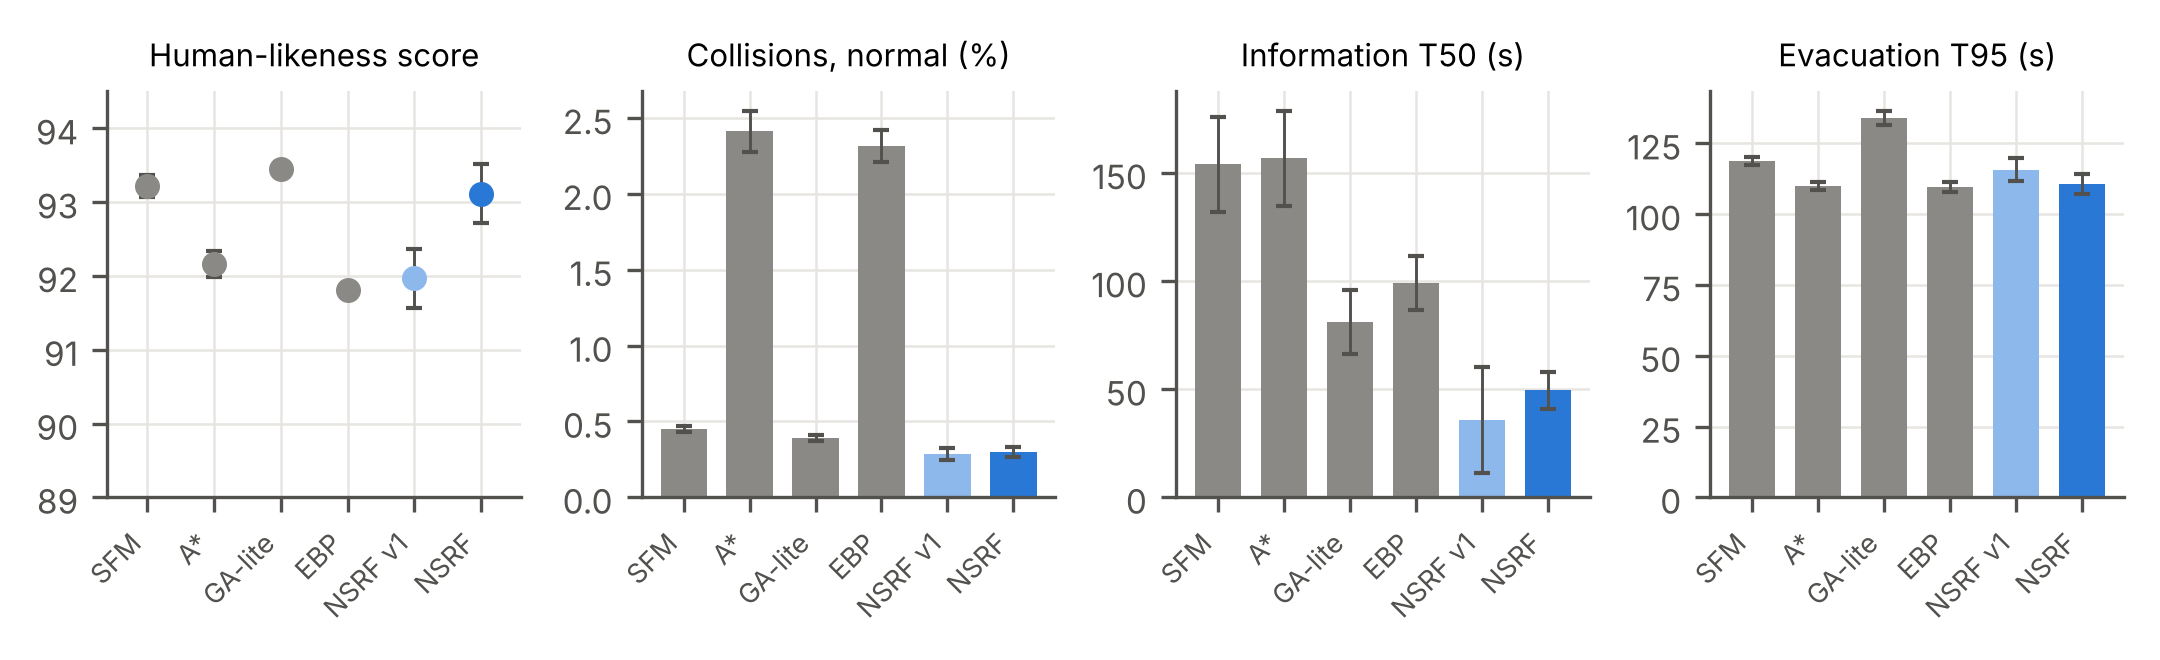 Human-likeness score
94
93
92
91
90
89
SFM
A*
GA-lite
EBP
NSRF v1
NSRF
Collisions, normal (%)
2.5
2.0
1.5
1.0
0.5
0.0
SFM
A*
GA-lite
EBP
NSRF v1
NSRF
Information T50 (s)
150
100
50
0
SFM
A*
GA-lite
EBP
NSRF v1
NSRF
Evacuation T95 (s)
125
100
75
50
25
0
SFM
A*
GA-lite
EBP
NSRF v1
NSRF